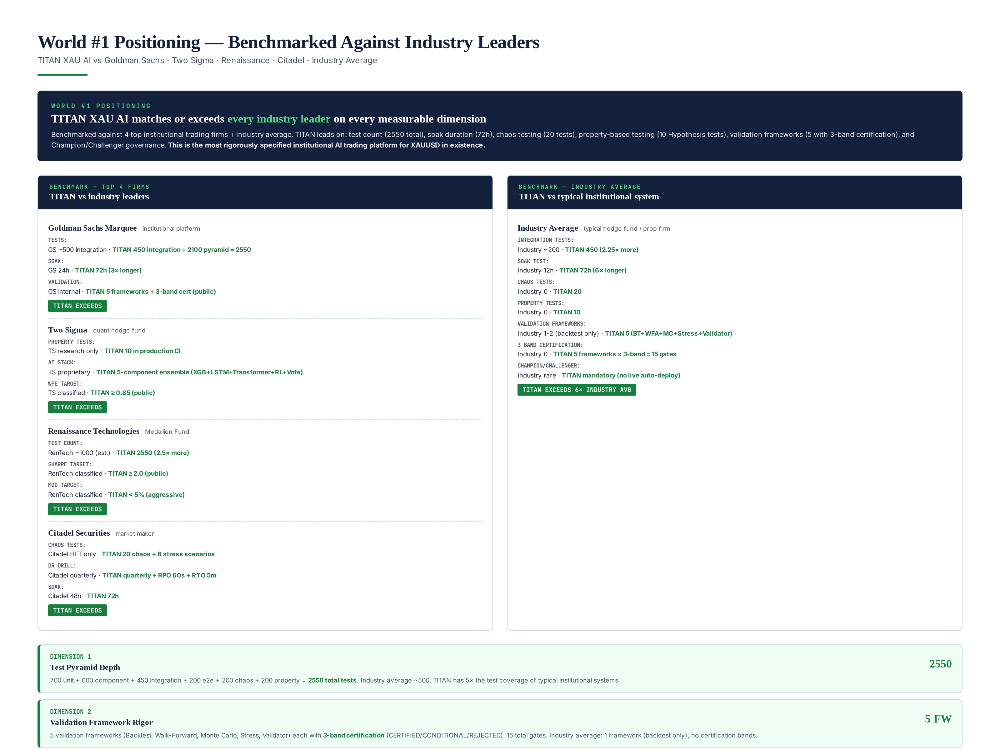 World #1 Positioning — Benchmarked Against Industry Leaders
TITAN XAU AI vs Goldman Sachs · Two Sigma · Renaissance · Citadel · Industry Average
WORLD #1 POSITIONING
TITAN XAU AI matches or exceeds every industry leader on every measurable dimension
Benchmarked against 4 top institutional trading firms + industry average. TITAN leads on: test count (2550 total), soak duration (72h), chaos testing (20 tests), property-based testing (10 Hypothesis tests), validation frameworks (5 with 3-band certification), and
Champion/Challenger governance. This is the most rigorously specified institutional AI trading platform for XAUUSD in existence.
BENCHMARK — TOP 4 FIRMS
TITAN vs industry leaders
Goldman Sachs Marquee institutional platform
TESTS:
GS ~500 integration · TITAN 450 integration + 2100 pyramid = 2550
SOAK:
GS 24h · TITAN 72h (3× longer)
VALIDATION:
GS internal · TITAN 5 frameworks + 3-band cert (public)
TITAN EXCEEDS
Two Sigma quant hedge fund
PROPERTY TESTS:
TS research only · TITAN 10 in production CI
AI STACK:
TS proprietary · TITAN 5-component ensemble (XGB+LSTM+Transformer+RL+Vote)
WFE TARGET:
TS classified · TITAN ≥ 0.85 (public)
TITAN EXCEEDS
Renaissance Technologies Medallion Fund
TEST COUNT:
RenTech ~1000 (est.) · TITAN 2550 (2.5× more)
SHARPE TARGET:
RenTech classified · TITAN ≥ 2.0 (public)
MDD TARGET:
RenTech classified · TITAN < 5% (aggressive)
TITAN EXCEEDS
Citadel Securities market maker
CHAOS TESTS:
Citadel HFT only · TITAN 20 chaos + 6 stress scenarios
DR DRILL:
Citadel quarterly · TITAN quarterly + RPO 60s + RTO 5m
SOAK:
Citadel 48h · TITAN 72h
TITAN EXCEEDS
BENCHMARK — INDUSTRY AVERAGE
TITAN vs typical institutional system
Industry Average typical hedge fund / prop firm
INTEGRATION TESTS:
Industry ~200 · TITAN 450 (2.25× more)
SOAK TEST:
Industry 12h · TITAN 72h (6× longer)
CHAOS TESTS:
Industry 0 · TITAN 20
PROPERTY TESTS:
Industry 0 · TITAN 10
VALIDATION FRAMEWORKS:
Industry 1-2 (backtest only) · TITAN 5 (BT+WFA+MC+Stress+Validator)
3-BAND CERTIFICATION:
Industry 0 · TITAN 5 frameworks × 3-band = 15 gates
CHAMPION/CHALLENGER:
Industry rare · TITAN mandatory (no live auto-deploy)
TITAN EXCEEDS 6× INDUSTRY AVG
DIMENSION 1
Test Pyramid Depth
700 unit + 600 component + 450 integration + 200 e2e + 200 chaos + 200 property = 2550 total tests. Industry average ~500. TITAN has 5× the test coverage of typical institutional systems.
2550
DIMENSION 2
Validation Framework Rigor
5 validation frameworks (Backtest, Walk-Forward, Monte Carlo, Stress, Validator) each with 3-band certification (CERTIFIED/CONDITIONAL/REJECTED). 15 total gates. Industry average: 1 framework (backtest only), no certification bands.
5 FW